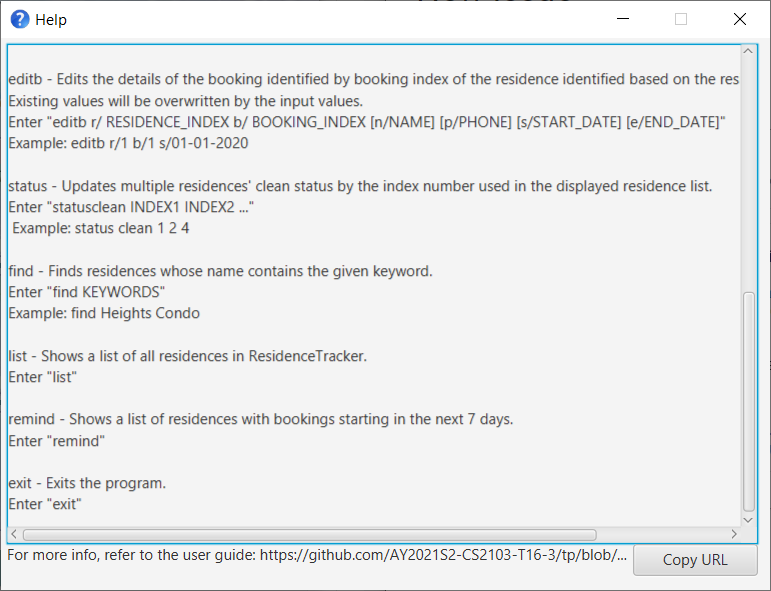 Help
editb - Edits the details of the booking identified by booking index of the residence identified based on the res
Existing values will be overwritten by the input values.
Enter "editb r/ RESIDENCE_INDEX b/ BOOKING_INDEX [n/NAME] [p/PHONE] [s/START_DATE] [e/END_DATE]"
Example: editb r/1 b/1 s/01-01-2020
status - Updates multiple residences' clean status by the index number used in the displayed residence list.
Enter "statusclean INDEX1 INDEX2 ..."
Example: status clean 1 2 4
find - Finds residences whose name contains the given keyword.
Enter "find KEYWORDS"
Example: find Heights Condo
list - Shows a list of all residences in ResidenceTracker.
Enter "list"
remind - Shows a list of residences with bookings starting in the next 7 days.
Enter "remind"
exit - Exits the program.
Enter "exit"
For more info, refer to the user guide: https://github.com/AY2021S2-CS2103-T16-3/tp/blob/...
Copy URL